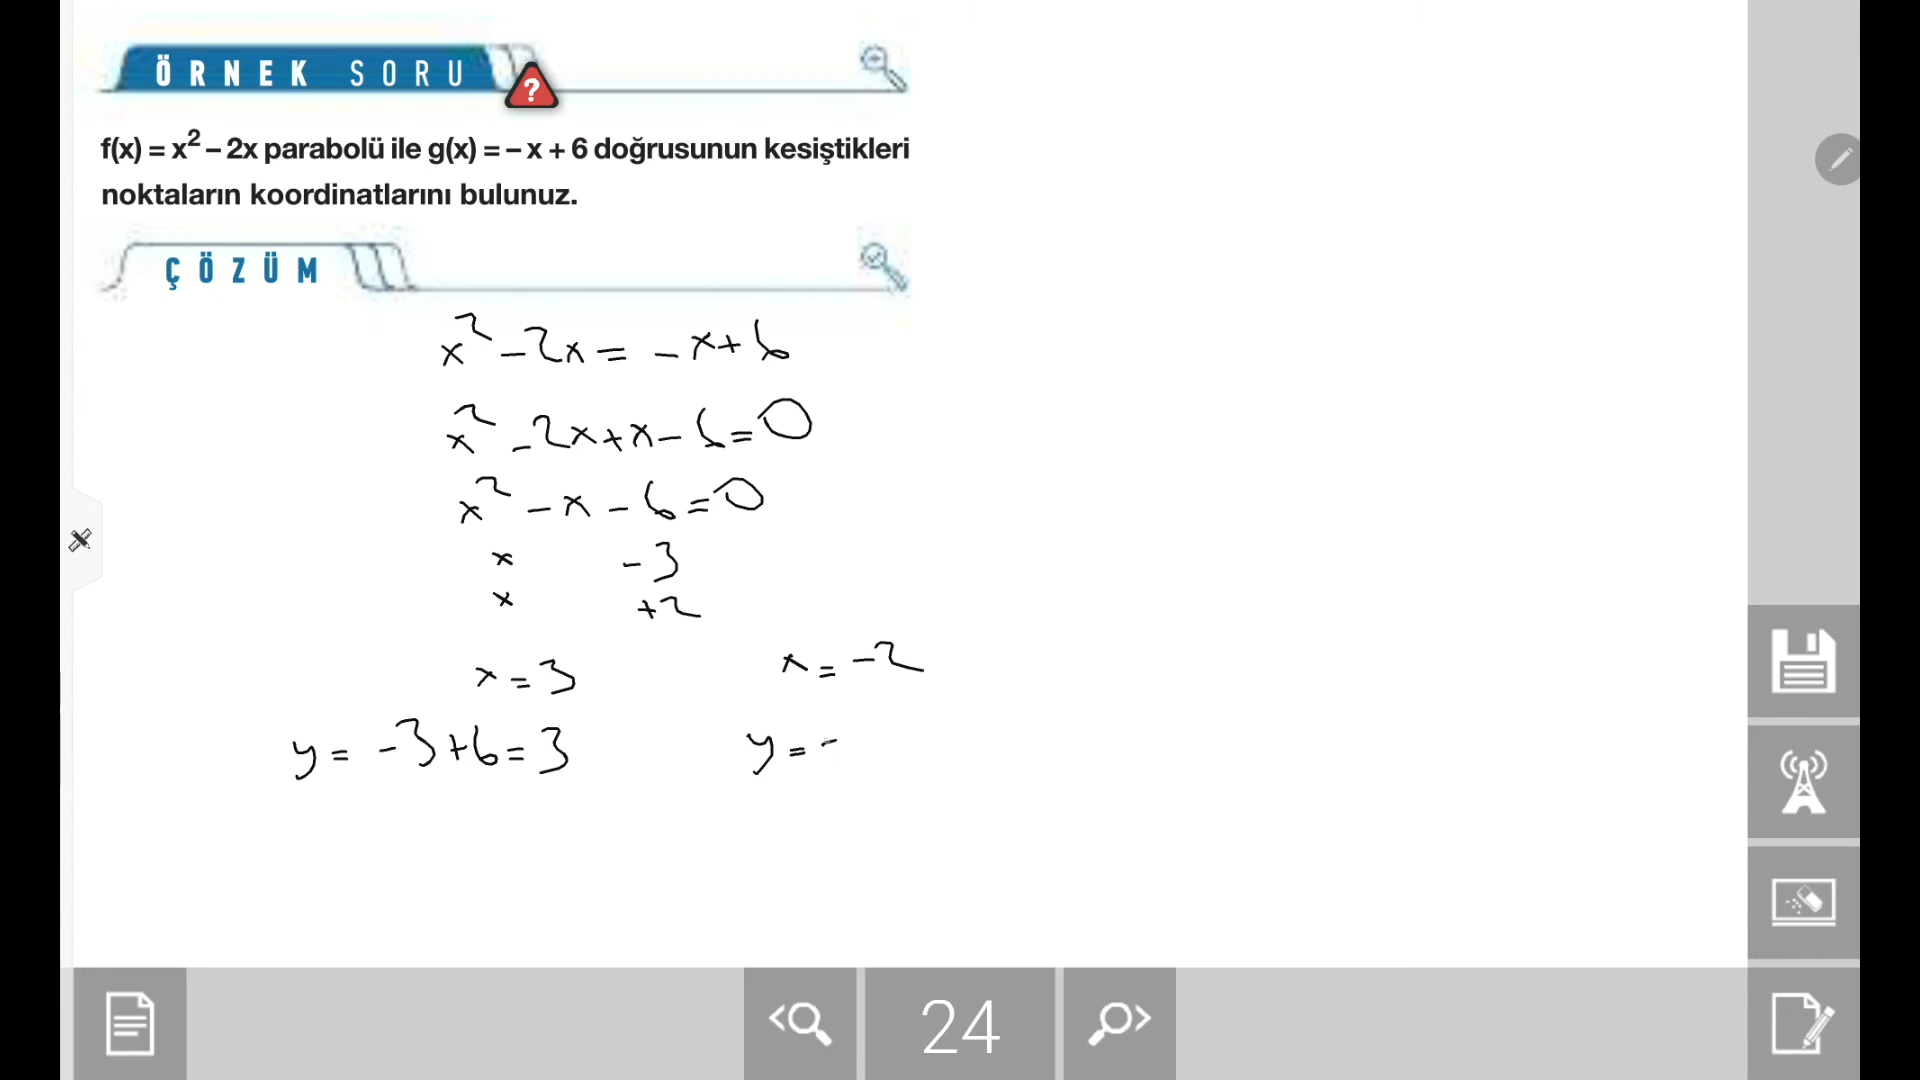 ÖRNEK SORU
?
f(x) = x² – 2x parabolü ile g(x) = – x + 6 doğrusunun kesiştikleri
noktaların koordinatlarını bulunuz.
ÇÖZÜM
x² - 2x = - x + 6
x² - 2x + x - 6 = 0
x² - x - 6 = 0
x - 3
x + 2
x = 3 x = -2
y = -3 + 6 = 3 y = -
24